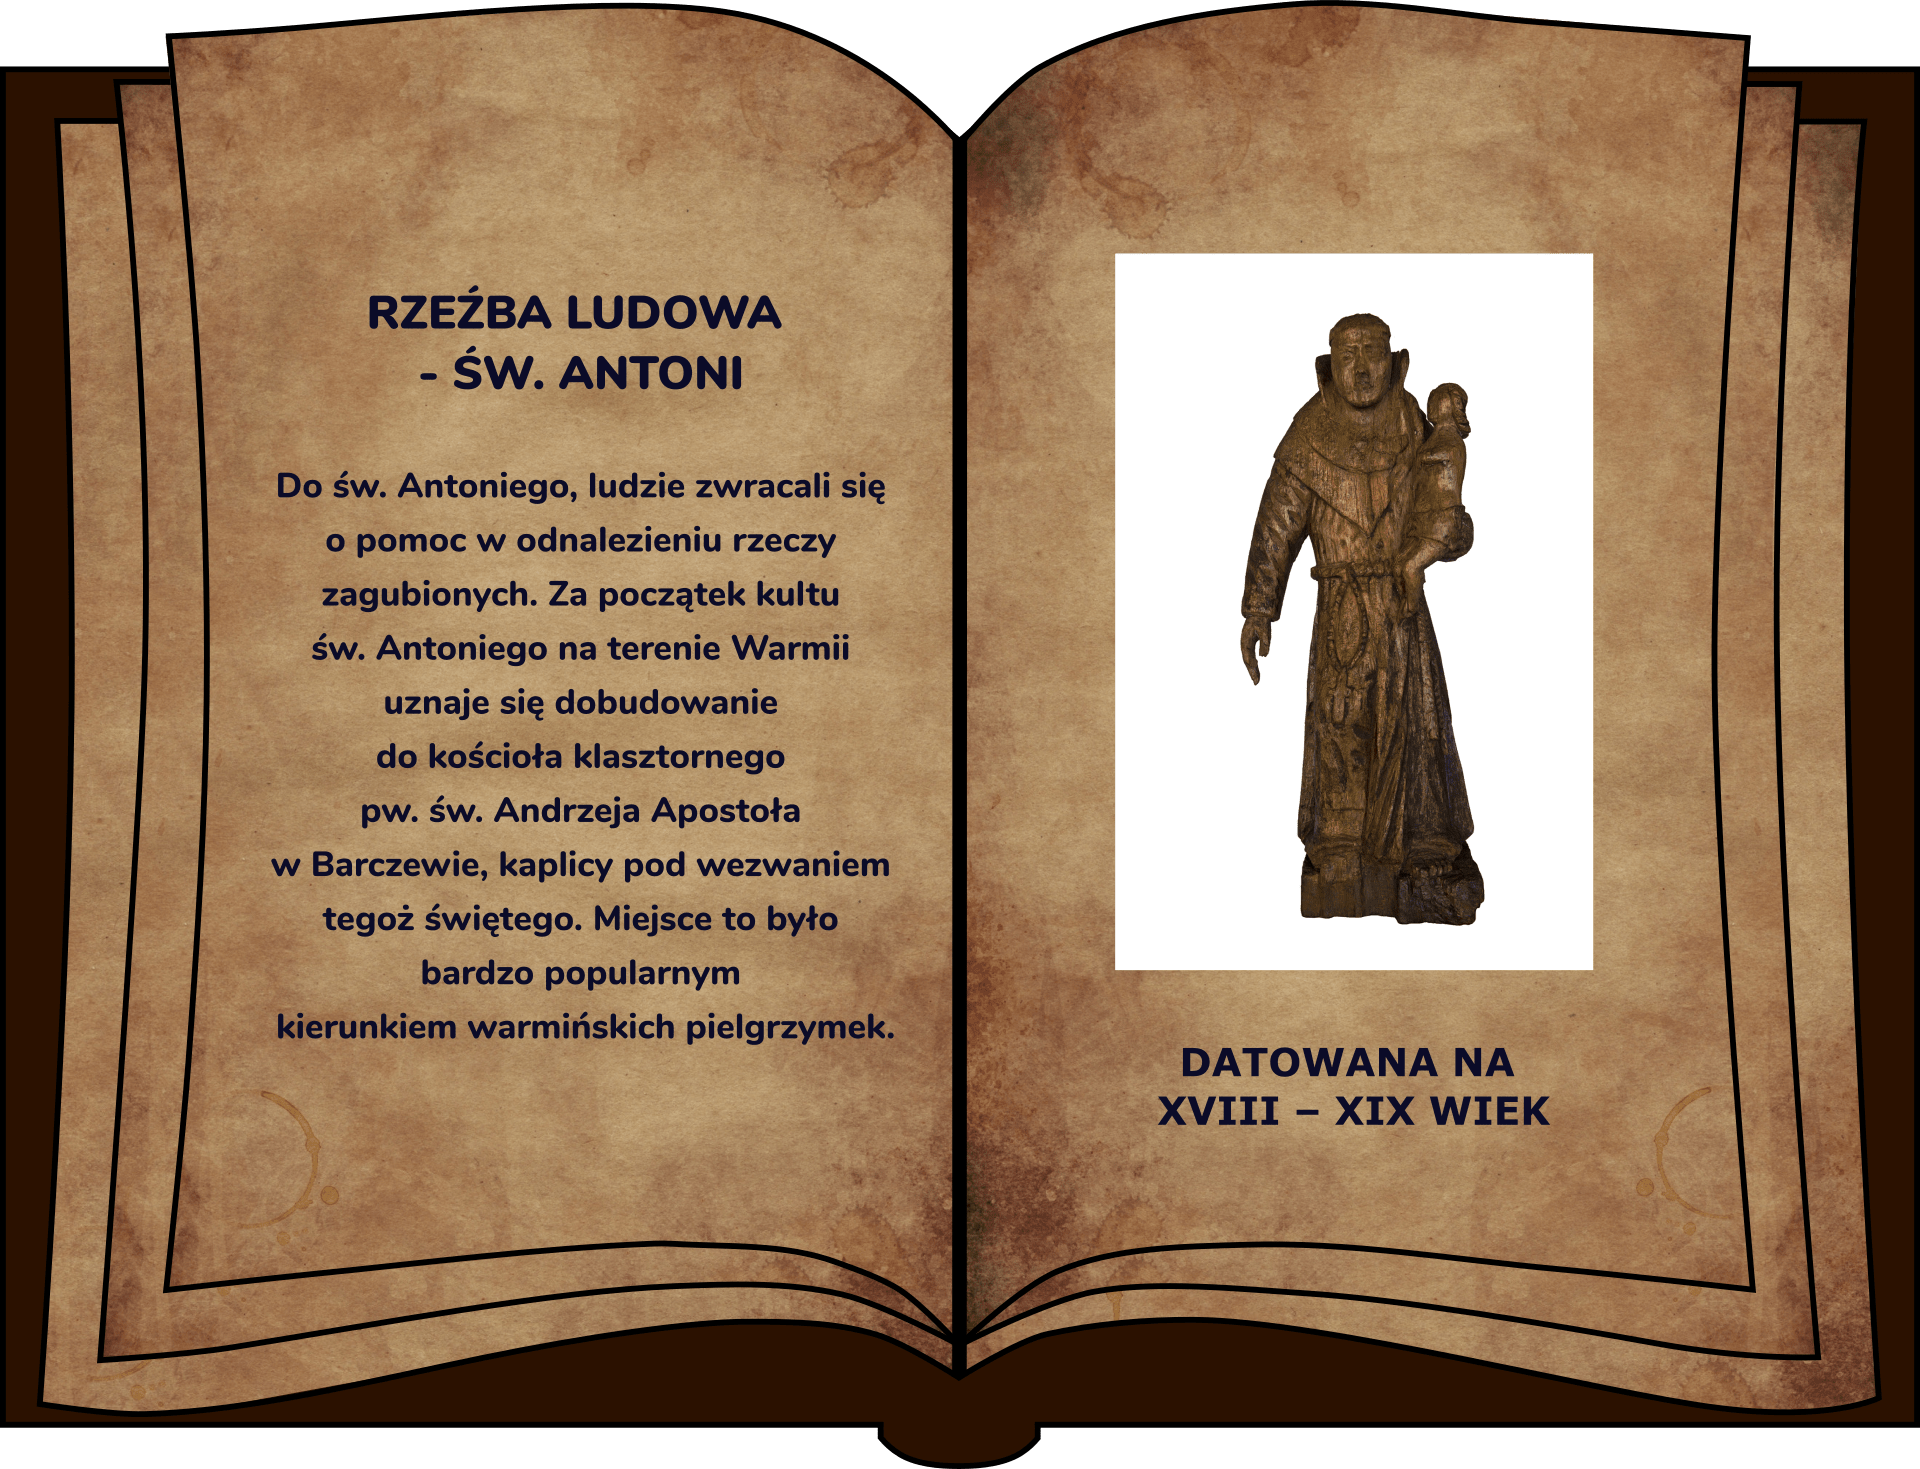 RZEŹBA LUDOWA
- ŚW. ANTONI
Do św. Antoniego, ludzie zwracali się
o pomoc w odnalezieniu rzeczy
zagubionych. Za początek kultu
św. Antoniego na terenie Warmii
uznaje się dobudowanie
do kościoła klasztornego
pw. św. Andrzeja Apostoła
w Barczewie, kaplicy pod wezwaniem
tegoż świętego. Miejsce to było
bardzo popularnym
kierunkiem warmińskich pielgrzymek.
DATOWANA NA
XVIII – XIX WIEK